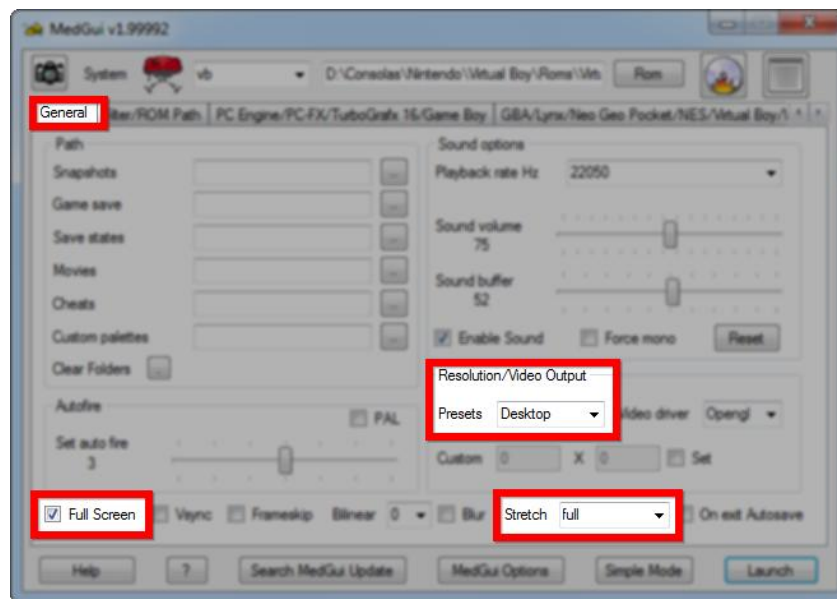 MedGui v1.99992
System vb D:\Consolas\Nintendo\Virtual Boy\Roms\Virtu Rom
General Filter/ROM Path PC Engine/PC-FX/TurboGrafx 16/Game Boy GBA/Lynx/Neo Geo Pocket/NES/Virtual Boy/
Path Sound options
Snapshots ... Playback rate Hz 22050
Game save ...
Save states ... Sound volume
75
Movies ...
Cheats ... Sound buffer
52
Custom palettes ... Enable Sound Force mono Reset
Clear Folders ...
Resolution/Video Output
Autofire PAL Presets Desktop Video driver Opengl
Set auto fire
3 Custom 0 X 0 Set
Full Screen Vsync Frameskip Bilinear 0 Blur Stretch full On exit Autosave
Help ? Search MedGui Update MedGui Options Simple Mode Launch